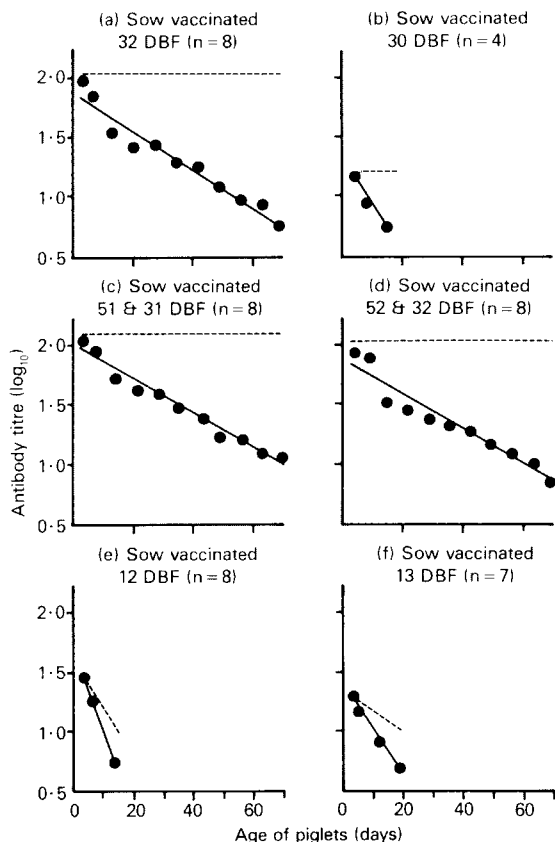 (a) Sow vaccinated
32 DBF (n = 8)
(b) Sow vaccinated
30 DBF (n = 4)
2·0
1·5
1·0
0·5
(c) Sow vaccinated
51 & 31 DBF (n = 8)
(d) Sow vaccinated
52 & 32 DBF (n = 8)
2·0
1·5
1·0
0·5
Antibody titre (log10)
(e) Sow vaccinated
12 DBF (n = 8)
(f) Sow vaccinated
13 DBF (n = 7)
2·0
1·5
1·0
0·5
0 20 40 60
0 20 40 60
Age of piglets (days)